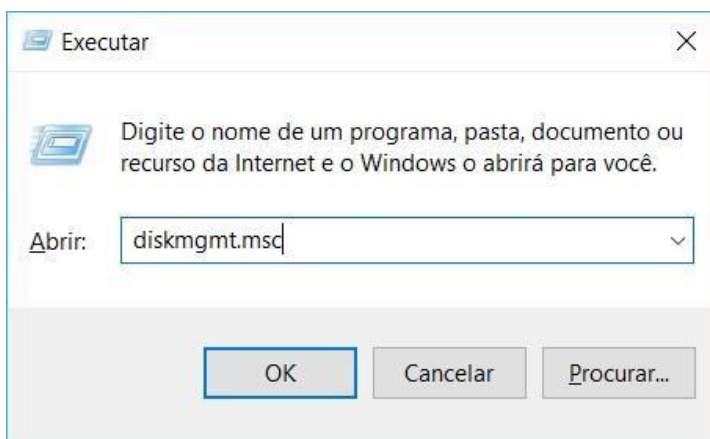 Executar
Digite o nome de um programa, pasta, documento ou
recurso da Internet e o Windows o abrirá para você.
Abrir: diskmgmt.msc
OK Cancelar Procurar...